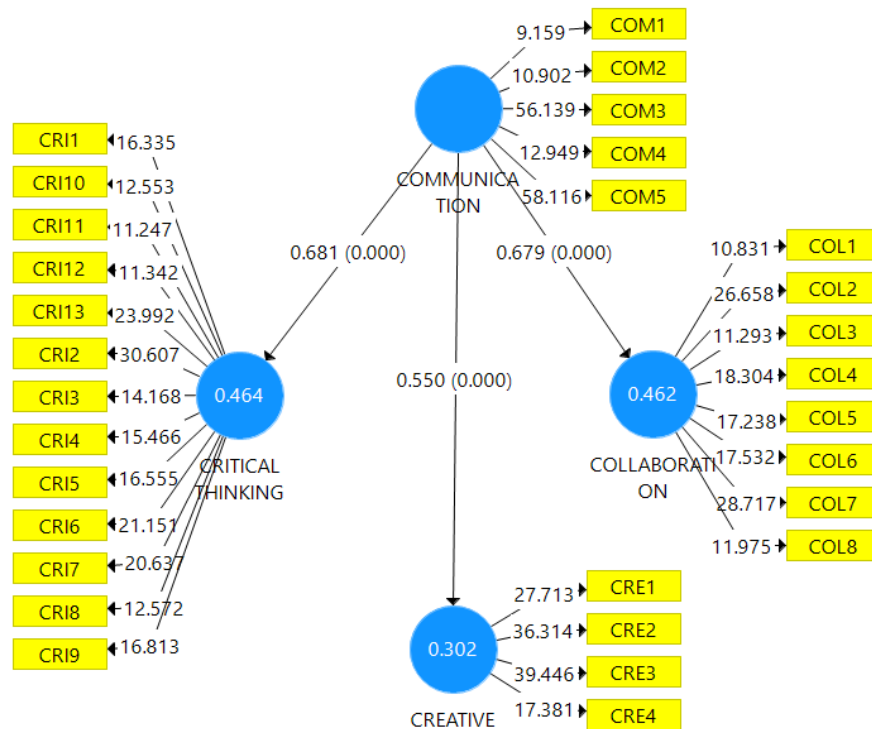 9.159
COM1
10.902
COM2
56.139
COM3
12.949
COM4
58.116
COM5
COMMUNICA
TION
CRI1
16.335
CRI10
12.553
CRI11
11.247
CRI12
11.342
CRI13
23.992
CRI2
30.607
CRI3
14.168
CRI4
15.466
CRI5
16.555
CRI6
21.151
CRI7
20.637
CRI8
12.572
CRI9
16.813
0.681 (0.000)
0.679 (0.000)
0.550 (0.000)
0.464
CRITICAL
THINKING
0.462
COLLABORATI
ON
10.831
COL1
26.658
COL2
11.293
COL3
18.304
COL4
17.238
COL5
17.532
COL6
28.717
COL7
11.975
COL8
0.302
CREATIVE
27.713
CRE1
36.314
CRE2
39.446
CRE3
17.381
CRE4